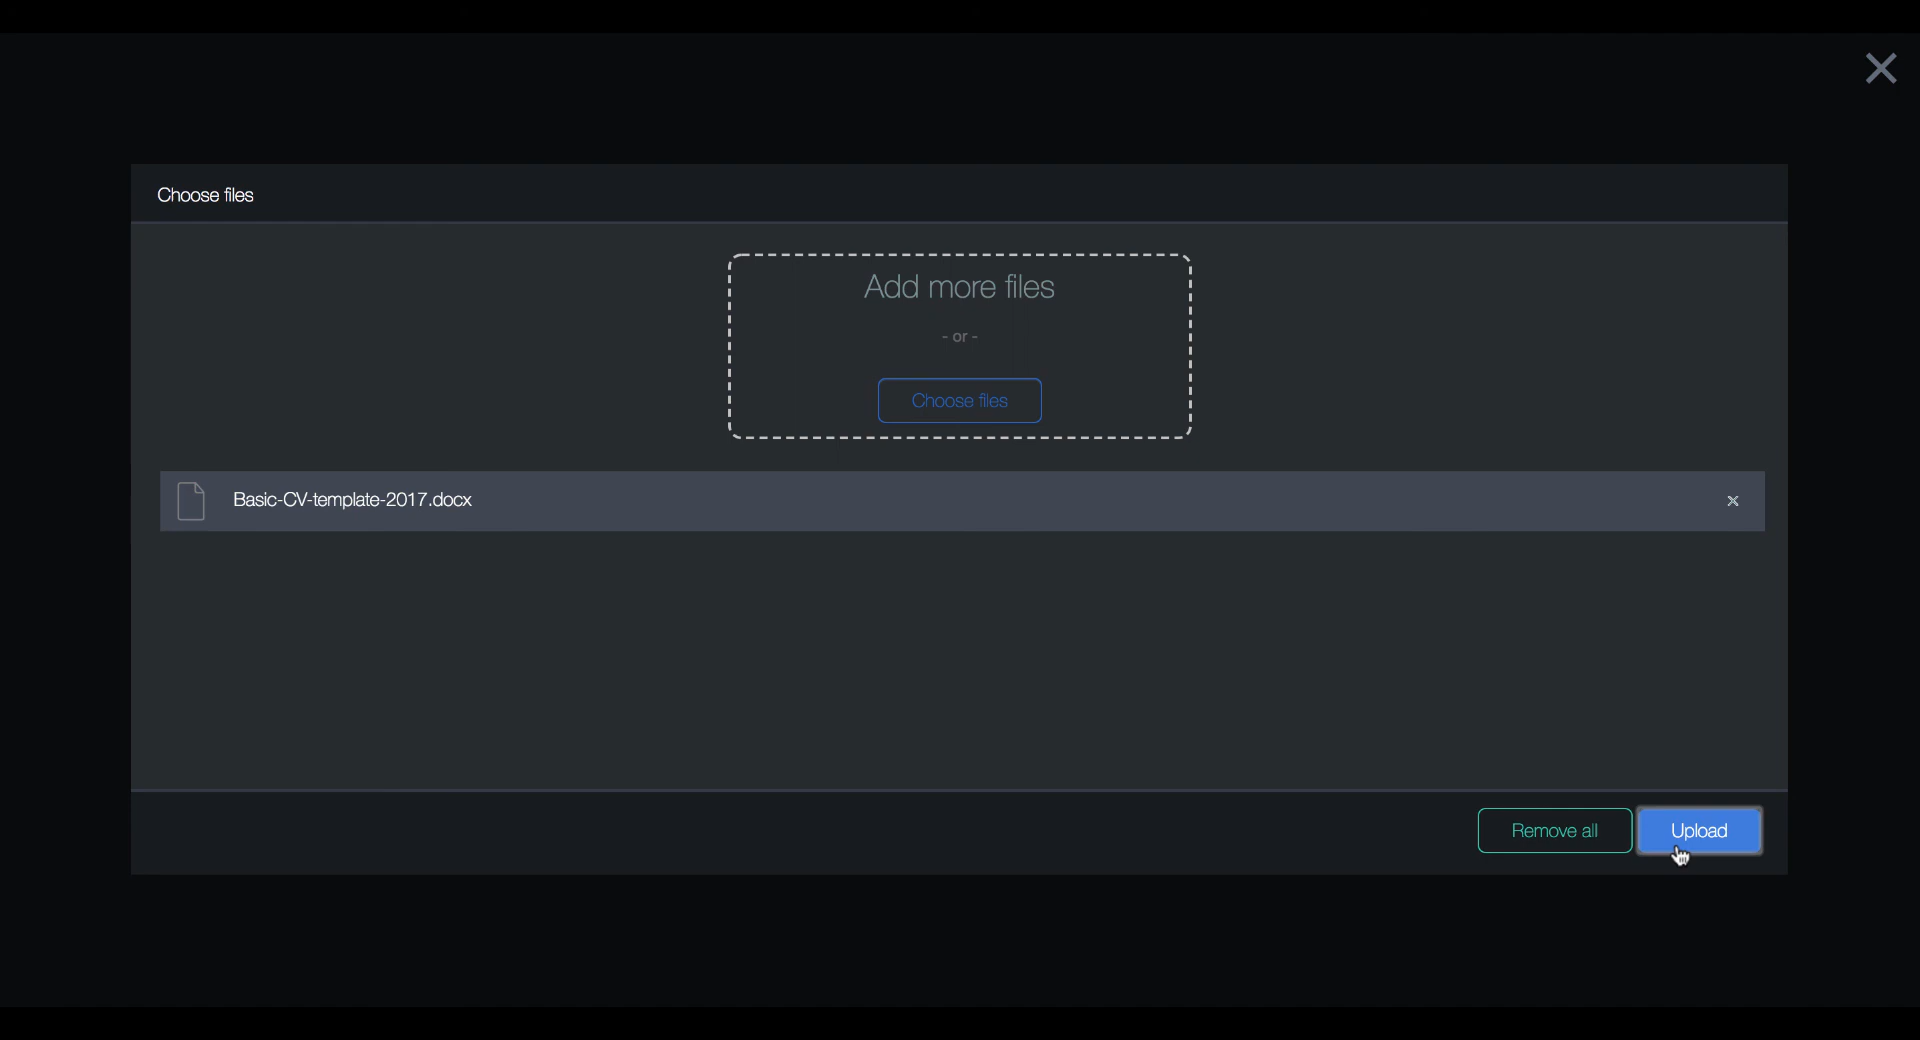 Choose files
Add more files
- or -
Choose files
Basic-CV-template-2017.docx
Remove all
Upload